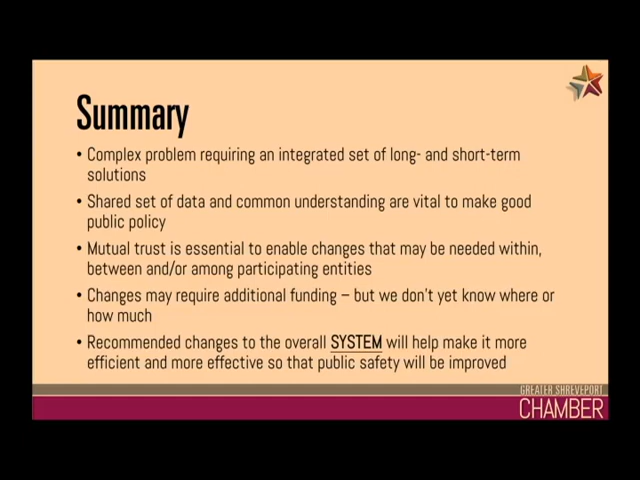 Summary
• Complex problem requiring an integrated set of long- and short-term
solutions
• Shared set of data and common understanding are vital to make good
public policy
• Mutual trust is essential to enable changes that may be needed within,
between and/or among participating entities
• Changes may require additional funding – but we don't yet know where or
how much
• Recommended changes to the overall SYSTEM will help make it more
efficient and more effective so that public safety will be improved
GREATER SHREVEPORT
CHAMBER